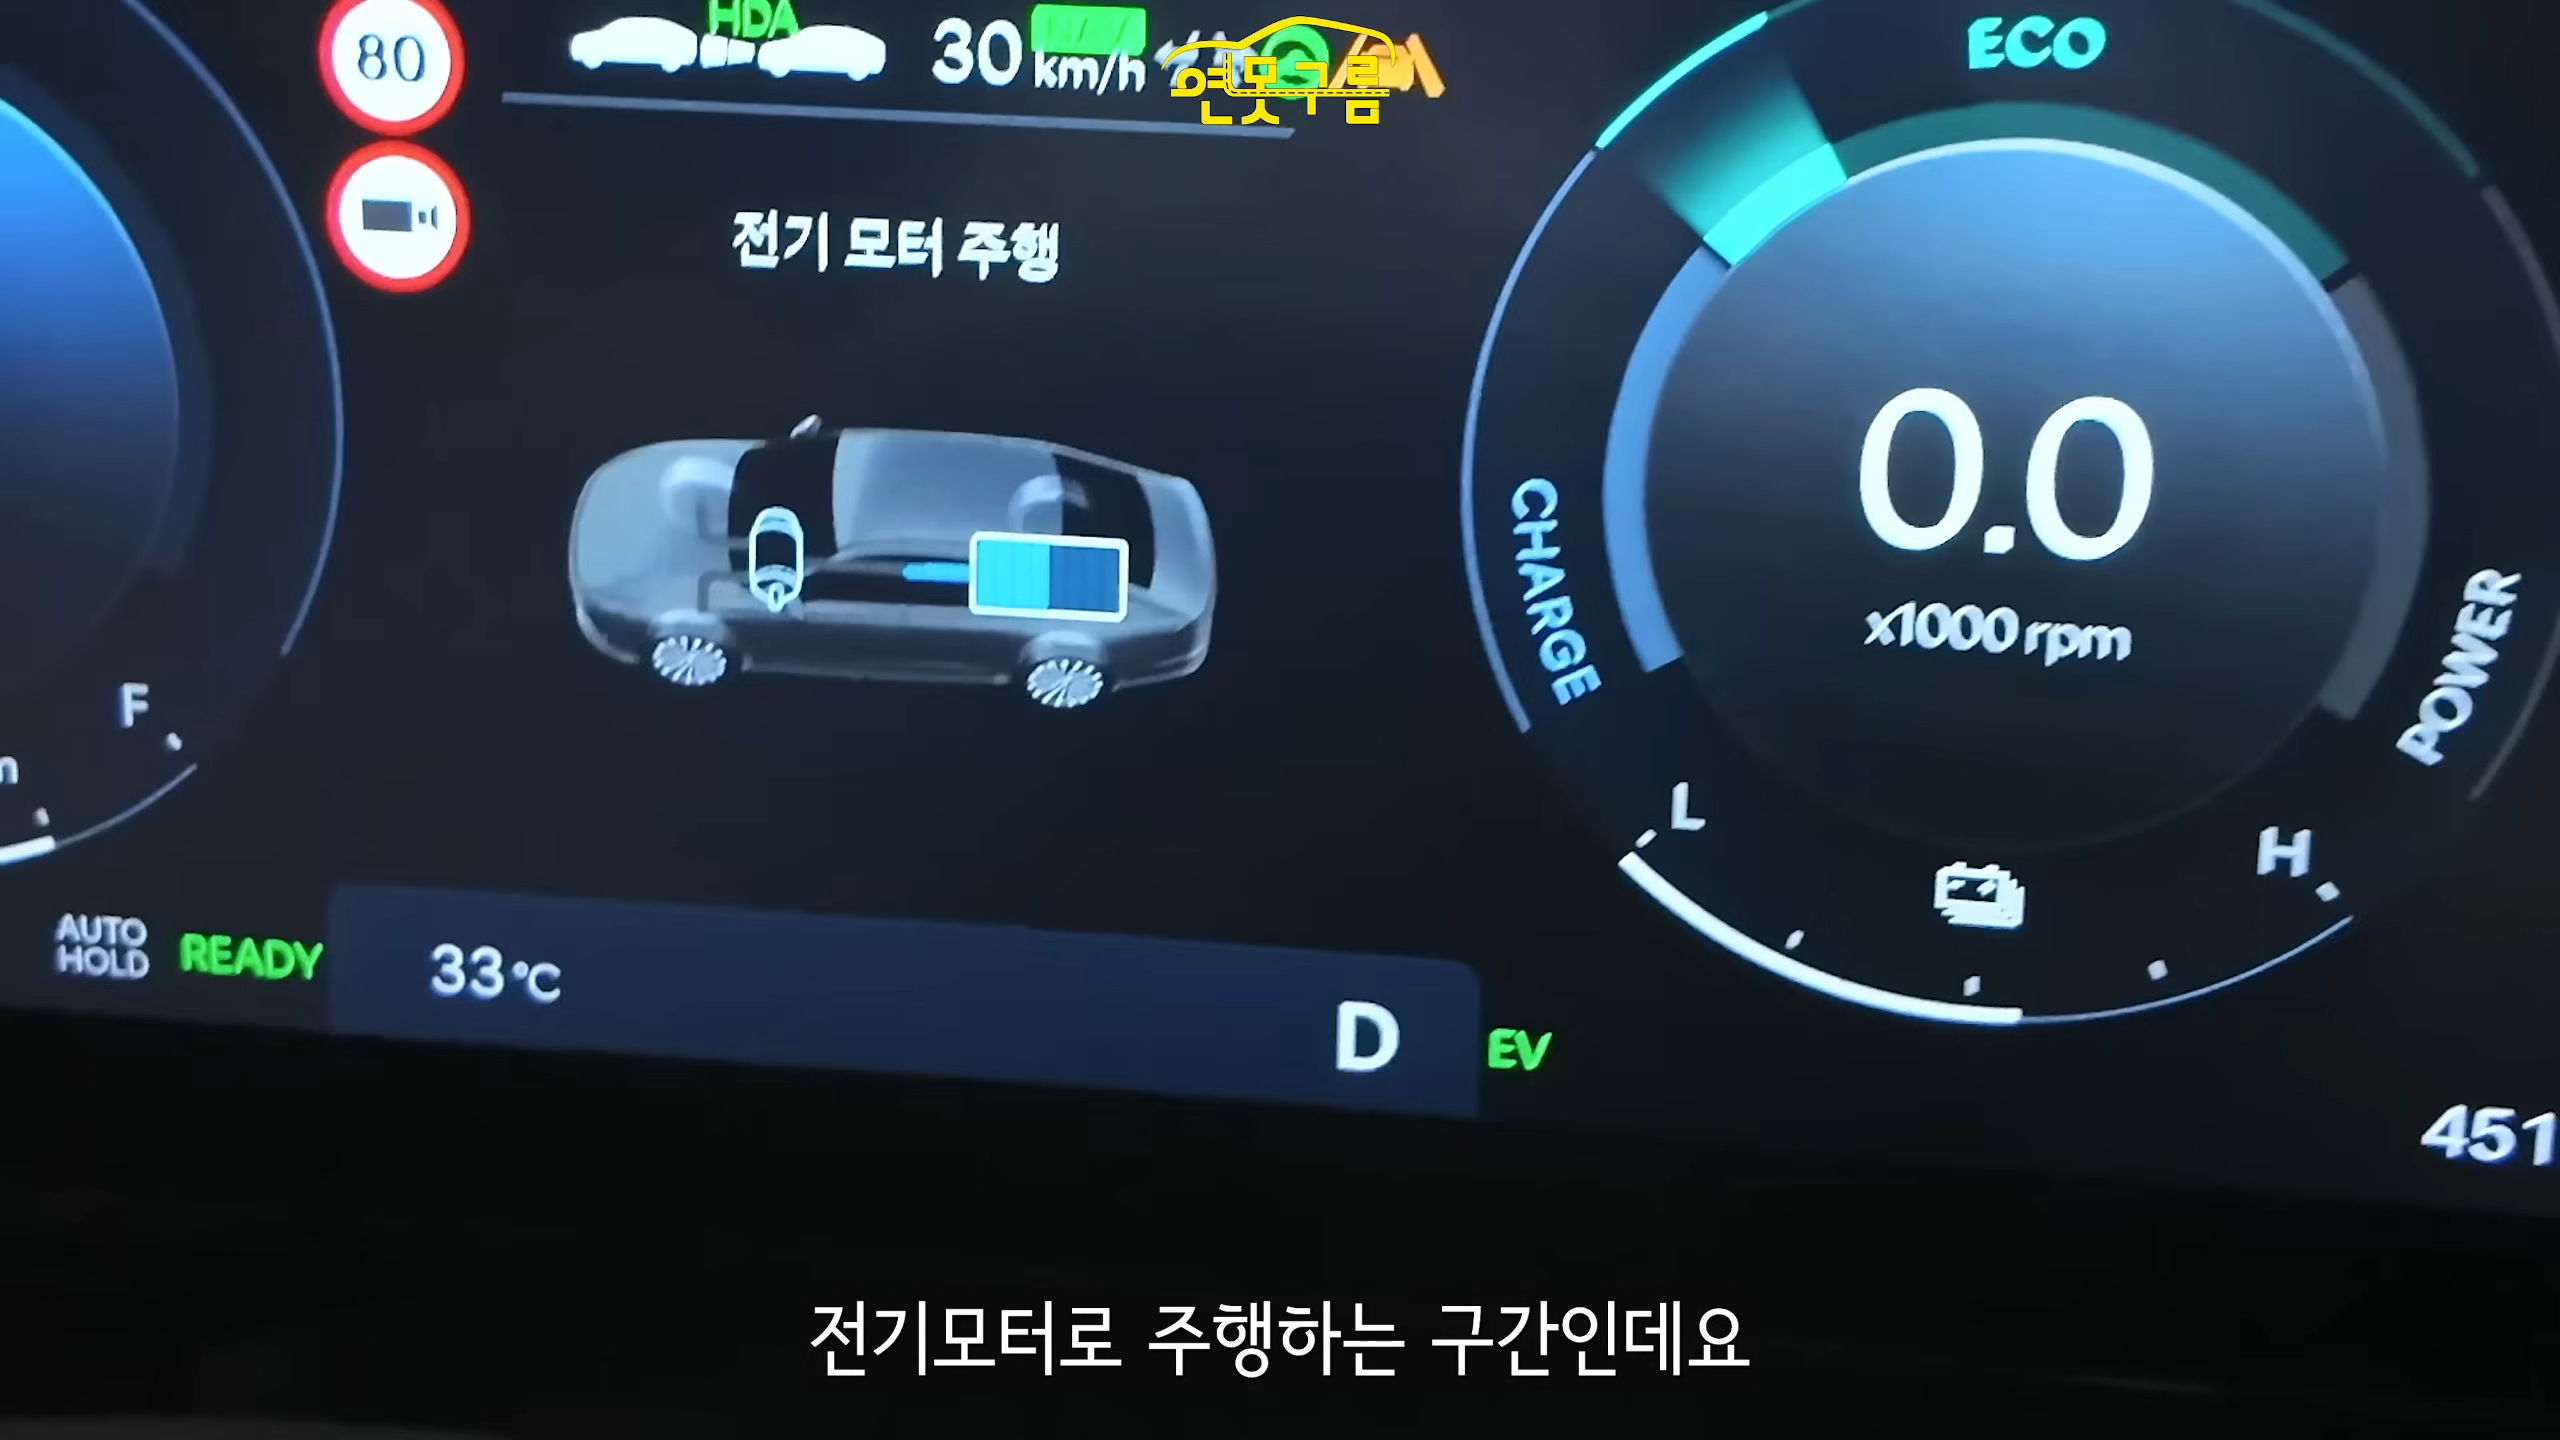 80
HDA
30 km/h
연못구름
ECO
전기 모터 주행
0.0
x1000 rpm
CHARGE
POWER
F
L
H
AUTO HOLD
READY
33°C
D
EV
451
전기모터로 주행하는 구간인데요